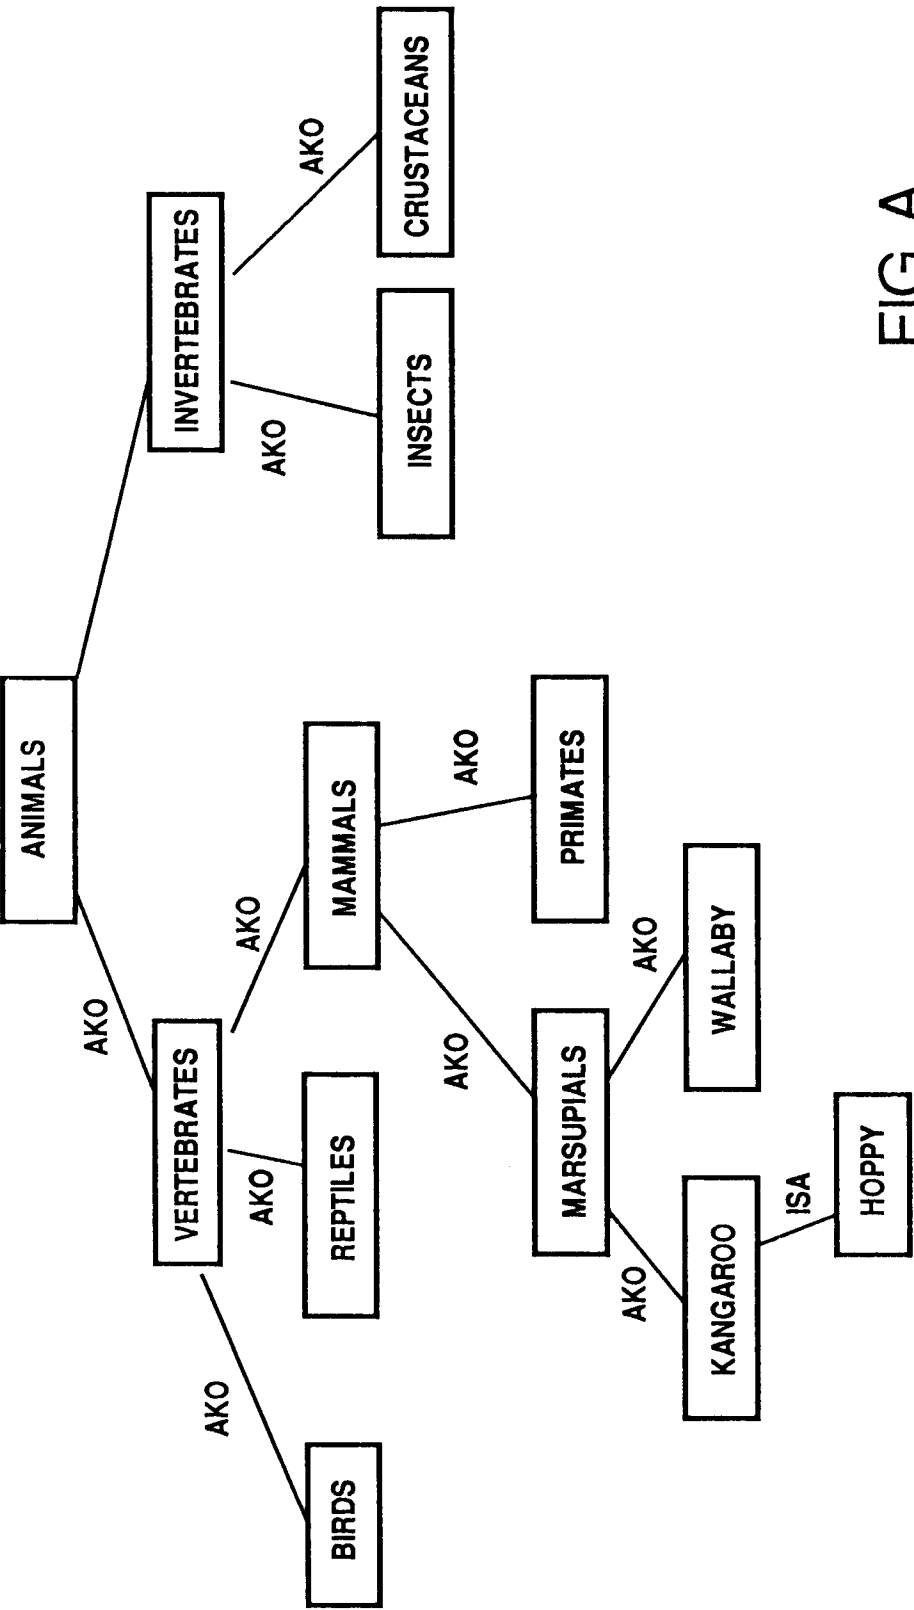 ANIMALS
AKO
VERTEBRATES
INVERTEBRATES
AKO
AKO
AKO
AKO
AKO
BIRDS
REPTILES
MAMMALS
INSECTS
CRUSTACEANS
AKO
AKO
MARSUPIALS
PRIMATES
AKO
AKO
KANGAROO
WALLABY
ISA
HOPPY
FIG. A